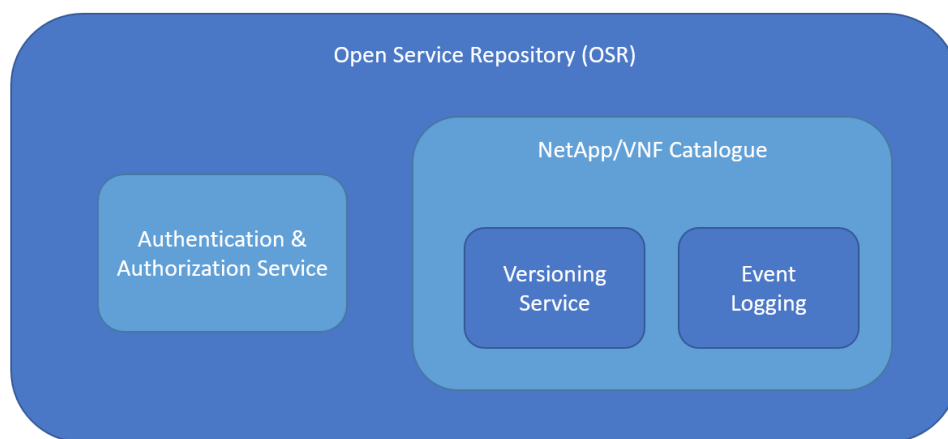 Open Service Repository (OSR)
NetApp/VNF Catalogue
Authentication &
Authorization Service
Versioning
Service
Event
Logging